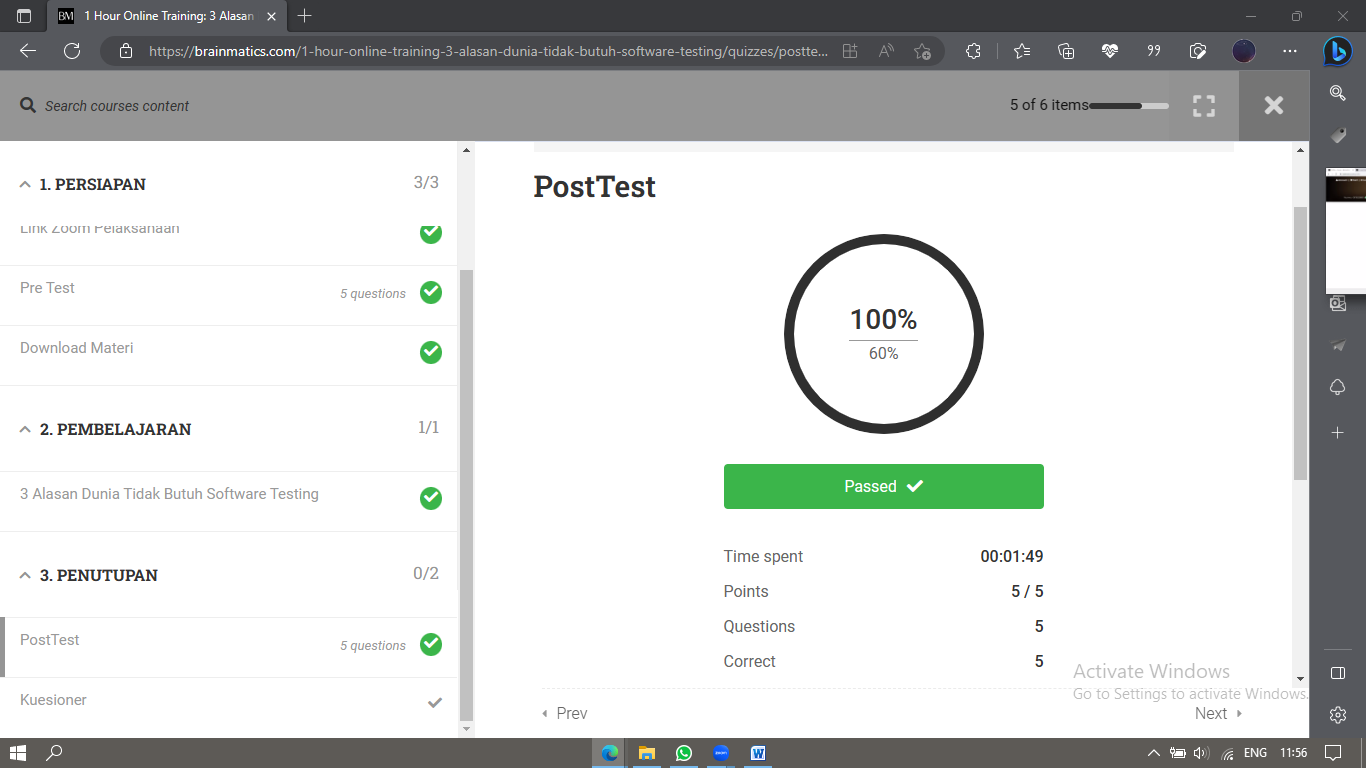 BM 1 Hour Online Training: 3 Alasan
https://brainmatics.com/1-hour-online-training-3-alasan-dunia-tidak-butuh-software-testing/quizzes/postte...
Search courses content
5 of 6 items
1. PERSIAPAN 3/3
Link Zoom Pelaksanaan
Pre Test 5 questions
Download Materi
2. PEMBELAJARAN 1/1
3 Alasan Dunia Tidak Butuh Software Testing
3. PENUTUPAN 0/2
PostTest 5 questions
Kuesioner
PostTest
100%
60%
Passed
Time spent 00:01:49
Points 5 / 5
Questions 5
Correct 5
Prev
Next
Activate Windows
Go to Settings to activate Windows.
ENG 11:56